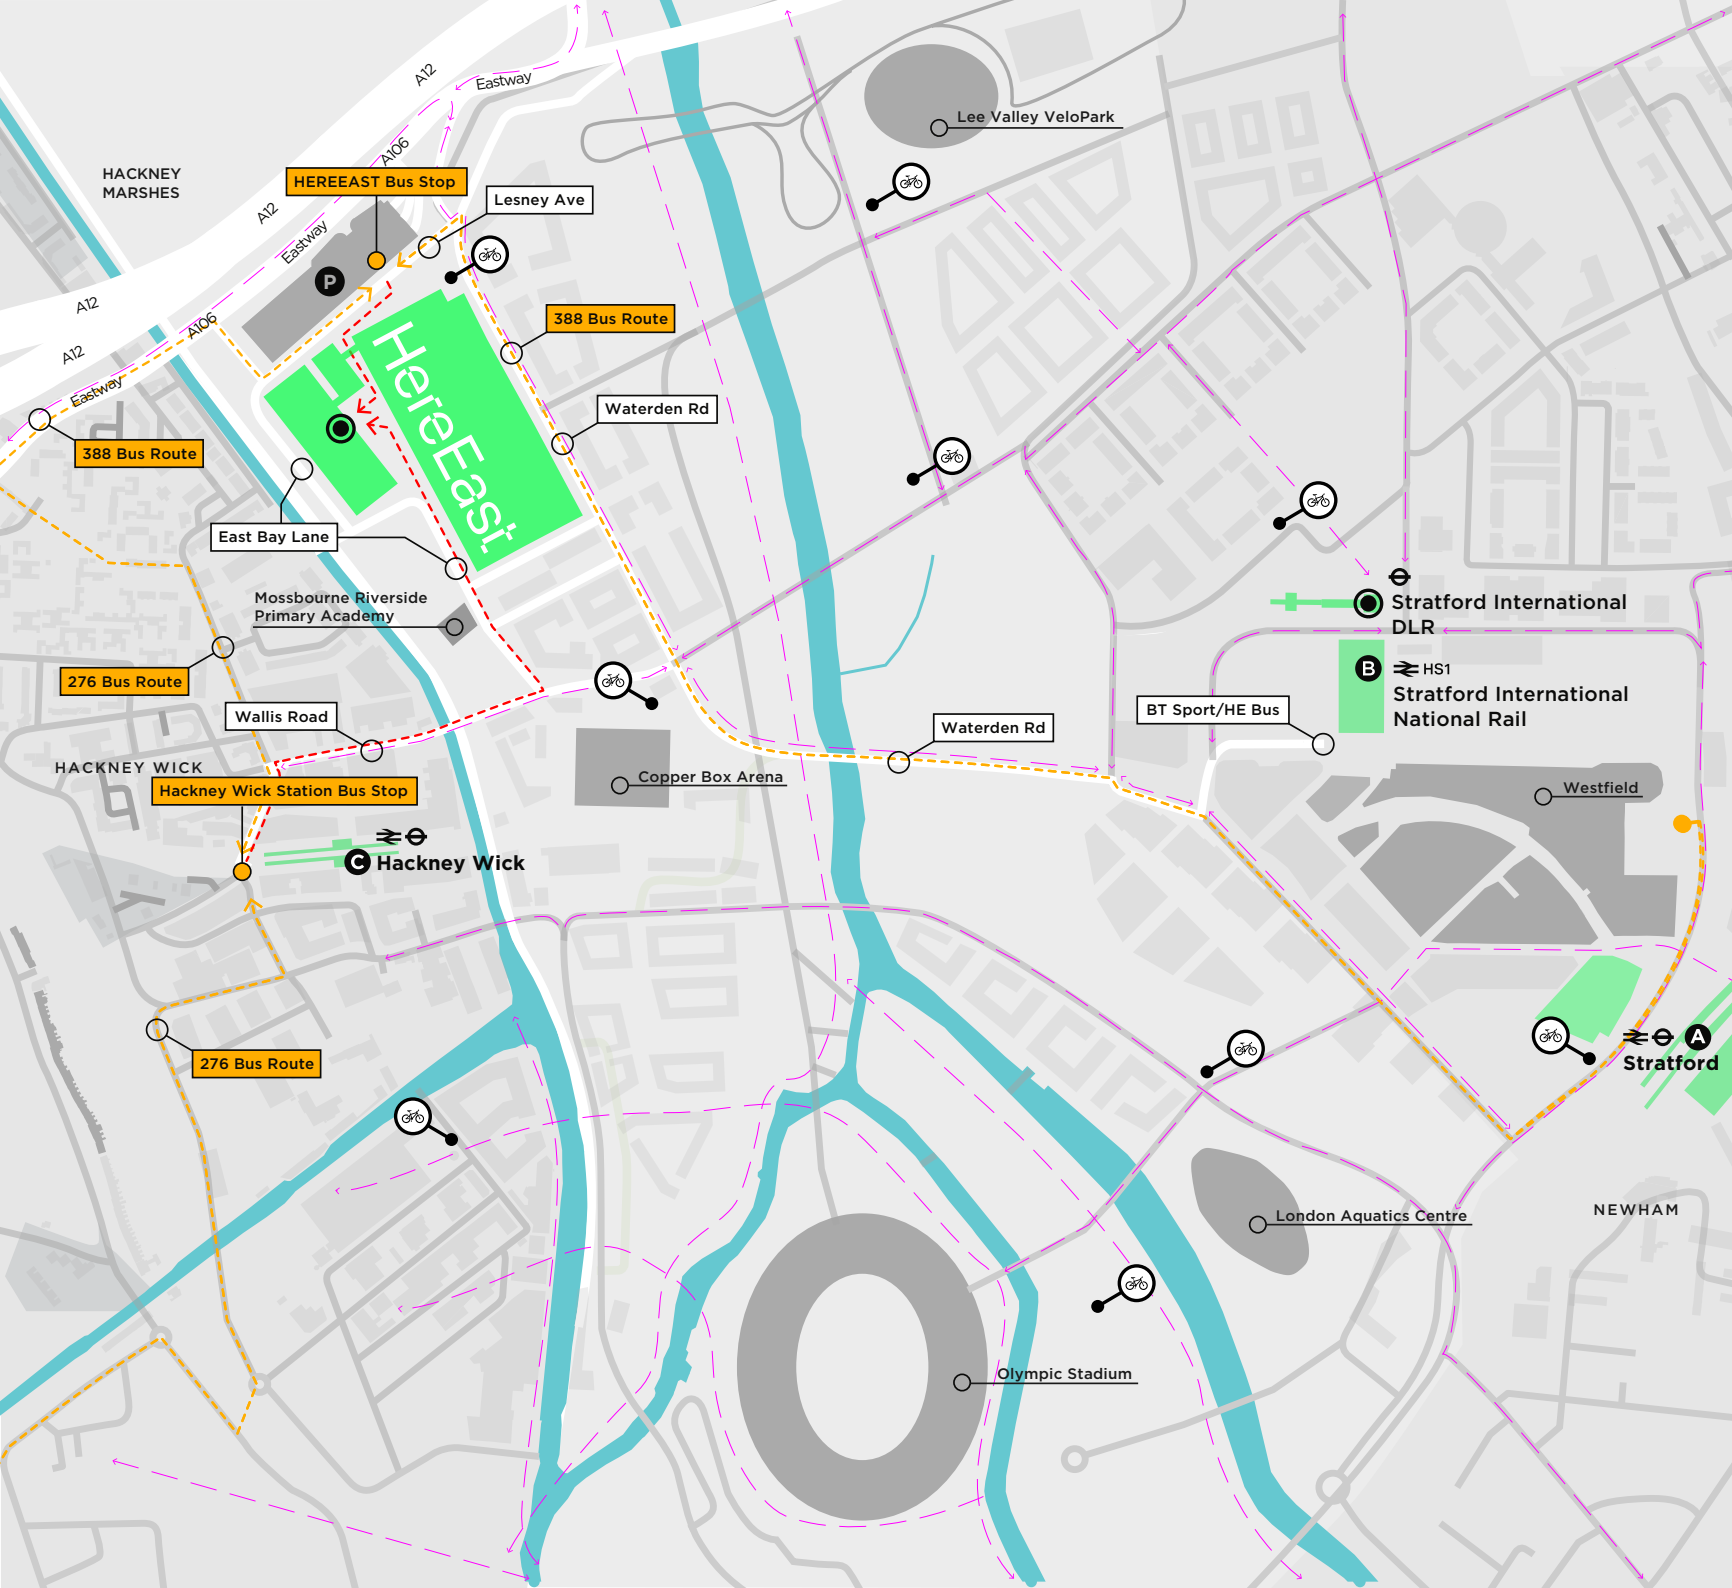 A12
Eastway
Lee Valley VeloPark
A106
HACKNEY
MARSHES
HEREEAST Bus Stop
Lesney Ave
A12
Eastway
P
A12
A106
388 Bus Route
A12
HereEast.
Eastway
Waterden Rd
388 Bus Route
East Bay Lane
Mossbourne Riverside
Primary Academy
Stratford International
DLR
B
HS1
276 Bus Route
Stratford International
National Rail
Wallis Road
BT Sport/HE Bus
Waterden Rd
HACKNEY WICK
Copper Box Arena
Hackney Wick Station Bus Stop
Westfield
C
Hackney Wick
276 Bus Route
A
Stratford
London Aquatics Centre
NEWHAM
Olympic Stadium